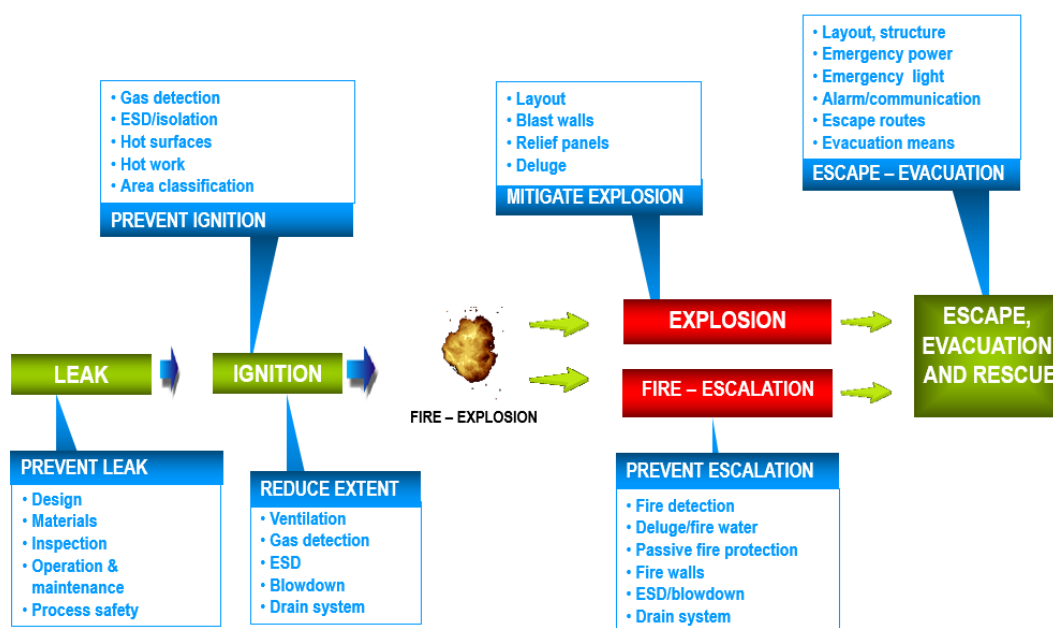 • Layout, structure
• Emergency power
• Emergency light
• Alarm/communication
• Escape routes
• Evacuation means
ESCAPE – EVACUATION
• Gas detection
• ESD/isolation
• Hot surfaces
• Hot work
• Area classification
PREVENT IGNITION
• Layout
• Blast walls
• Relief panels
• Deluge
MITIGATE EXPLOSION
LEAK
IGNITION
FIRE – EXPLOSION
EXPLOSION
FIRE – ESCALATION
ESCAPE,
EVACUATION
AND RESCUE
PREVENT LEAK
• Design
• Materials
• Inspection
• Operation &
maintenance
• Process safety
REDUCE EXTENT
• Ventilation
• Gas detection
• ESD
• Blowdown
• Drain system
PREVENT ESCALATION
• Fire detection
• Deluge/fire water
• Passive fire protection
• Fire walls
• ESD/blowdown
• Drain system